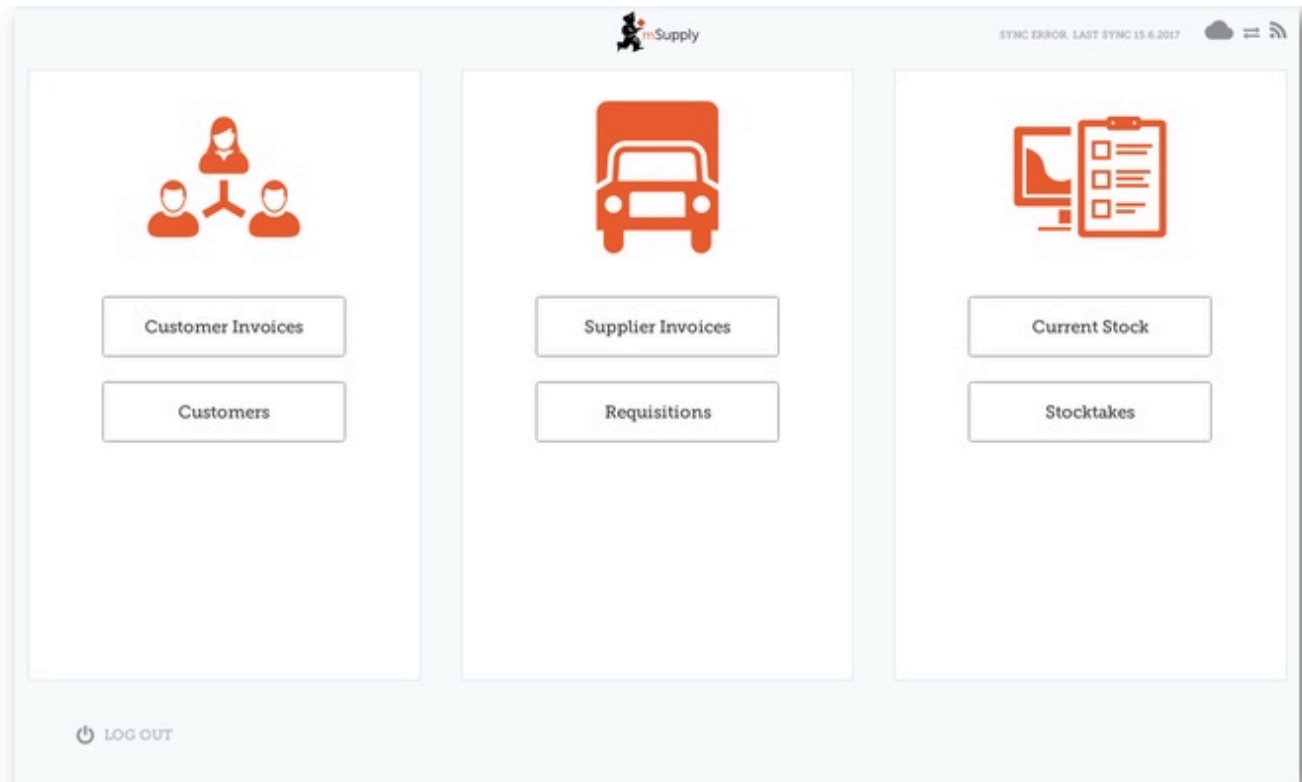 mSupply
SYNC ERROR. LAST SYNC 15.6.2017
Customer Invoices
Customers
Supplier Invoices
Requisitions
Current Stock
Stocktakes
LOG OUT